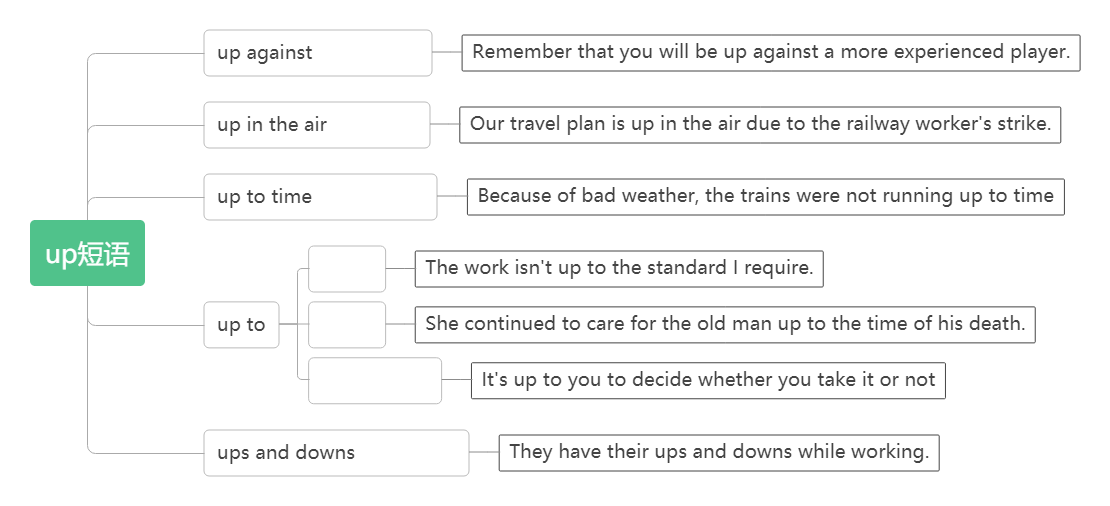 up against
Remember that you will be up against a more experienced player.
up in the air
Our travel plan is up in the air due to the railway worker's strike.
up to time
Because of bad weather, the trains were not running up to time
up短语
The work isn't up to the standard I require.
up to
She continued to care for the old man up to the time of his death.
It's up to you to decide whether you take it or not
ups and downs
They have their ups and downs while working.